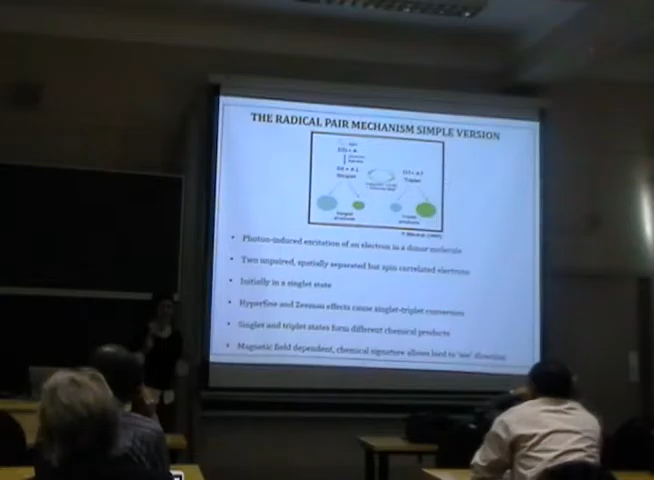 THE RADICAL PAIR MECHANISM SIMPLE VERSION
Triplet
• Photon-induced excitation of an electron in a donor molecule
• Two unpaired, spatially separated but spin correlated electrons
• Initially in a singlet state
• Hyperfine and Zeeman effects cause singlet-triplet conversion
• Singlet and triplet states form different chemical products
• Magnetic field dependent, chemical signature allows bird to 'see' direction